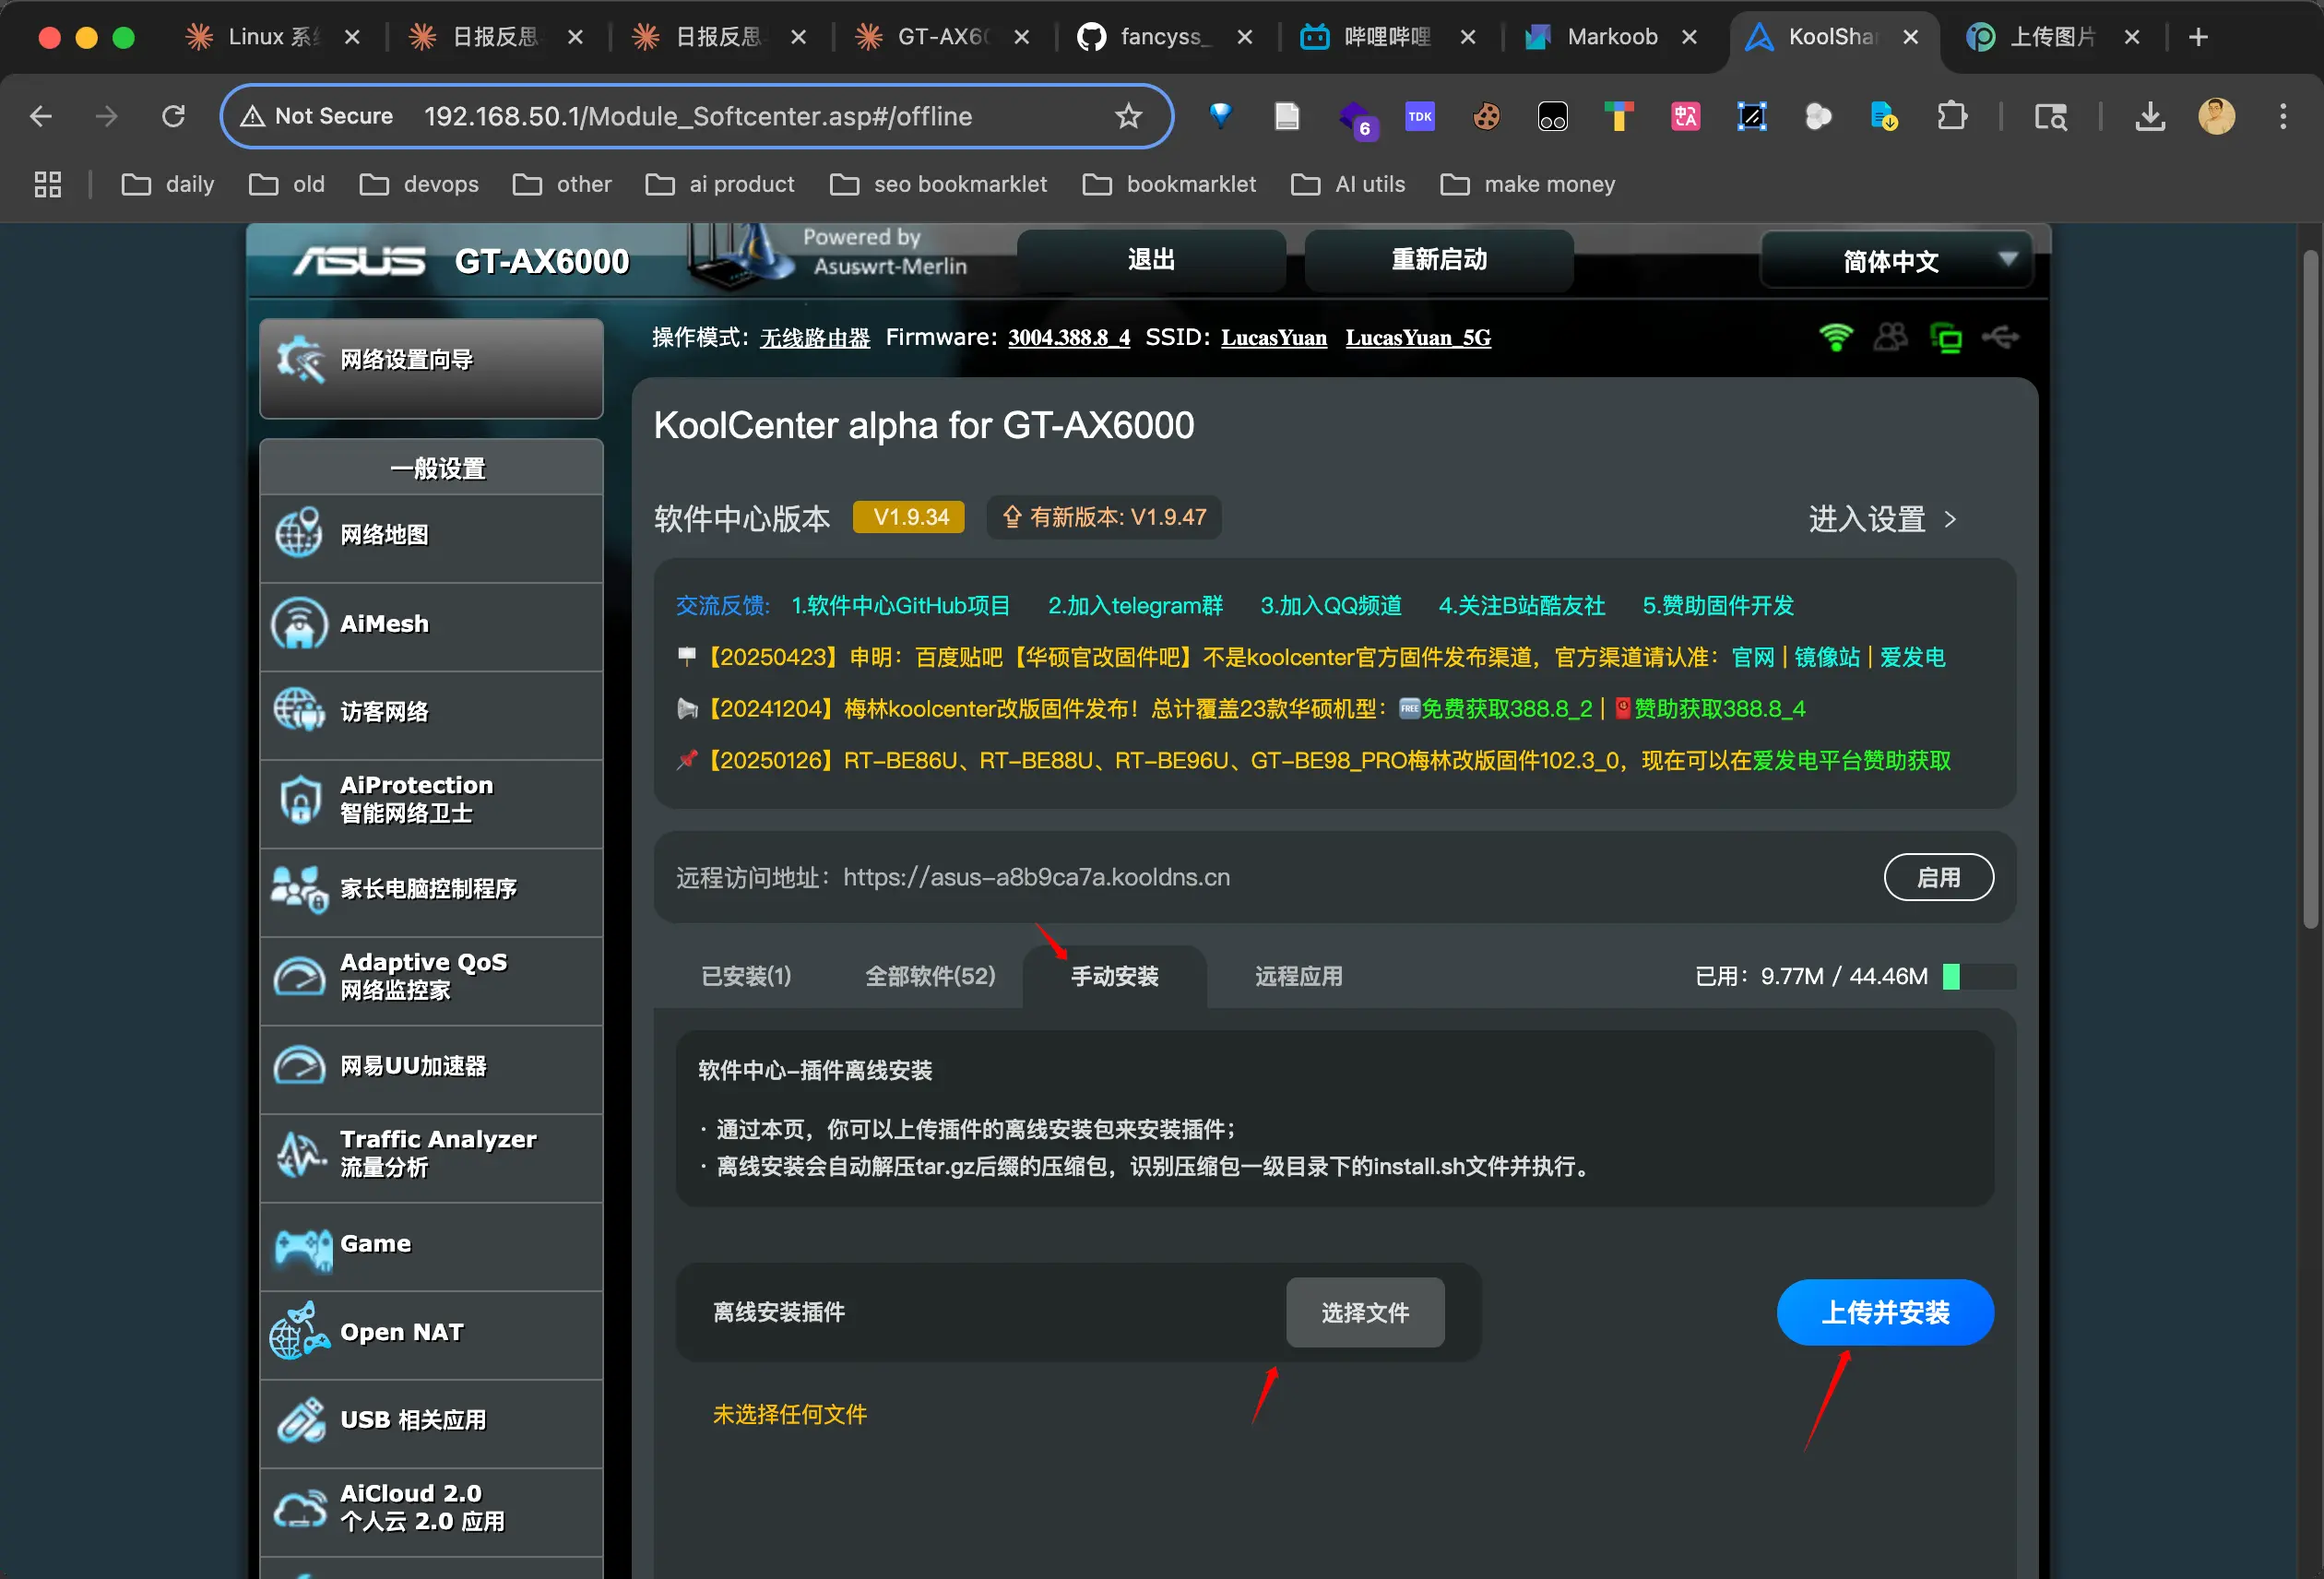 Linux 系统
日报反思
日报反思
GT-AX60
fancyss_
哔哩哔哩
Markoob
KoolShar
上传图片
Not Secure
192.168.50.1/Module_Softcenter.asp#/offline
6
TDK
daily
old
devops
other
ai product
seo bookmarklet
bookmarklet
AI utils
make money
ASUS
GT-AX6000
Powered by
Asuswrt-Merlin
退出
重新启动
简体中文
操作模式：无线路由器 Firmware: 3004.388.8_4 SSID: LucasYuan LucasYuan_5G
网络设置向导
一般设置
网络地图
AiMesh
访客网络
AiProtection
智能网络卫士
家长电脑控制程序
Adaptive QoS
网络监控家
网易UU加速器
Traffic Analyzer
流量分析
Game
Open NAT
USB 相关应用
AiCloud 2.0
个人云 2.0 应用
KoolCenter alpha for GT-AX6000
软件中心版本
V1.9.34
有新版本: V1.9.47
进入设置 >
交流反馈: 1.软件中心GitHub项目 2.加入telegram群 3.加入QQ频道 4.关注B站酷友社 5.赞助固件开发
【20250423】申明：百度贴吧【华硕官改固件吧】不是koolcenter官方固件发布渠道，官方渠道请认准：官网 | 镜像站 | 爱发电
【20241204】梅林koolcenter改版固件发布！总计覆盖23款华硕机型：🆓免费获取388.8_2 | 🧧赞助获取388.8_4
【20250126】RT-BE86U、RT-BE88U、RT-BE96U、GT-BE98_PRO梅林改版固件102.3_0，现在可以在爱发电平台赞助获取
远程访问地址：https://asus-a8b9ca7a.kooldns.cn
启用
已安装(1)
全部软件(52)
手动安装
远程应用
已用：9.77M / 44.46M
软件中心-插件离线安装
· 通过本页，你可以上传插件的离线安装包来安装插件；
· 离线安装会自动解压tar.gz后缀的压缩包，识别压缩包一级目录下的install.sh文件并执行。
离线安装插件
选择文件
上传并安装
未选择任何文件